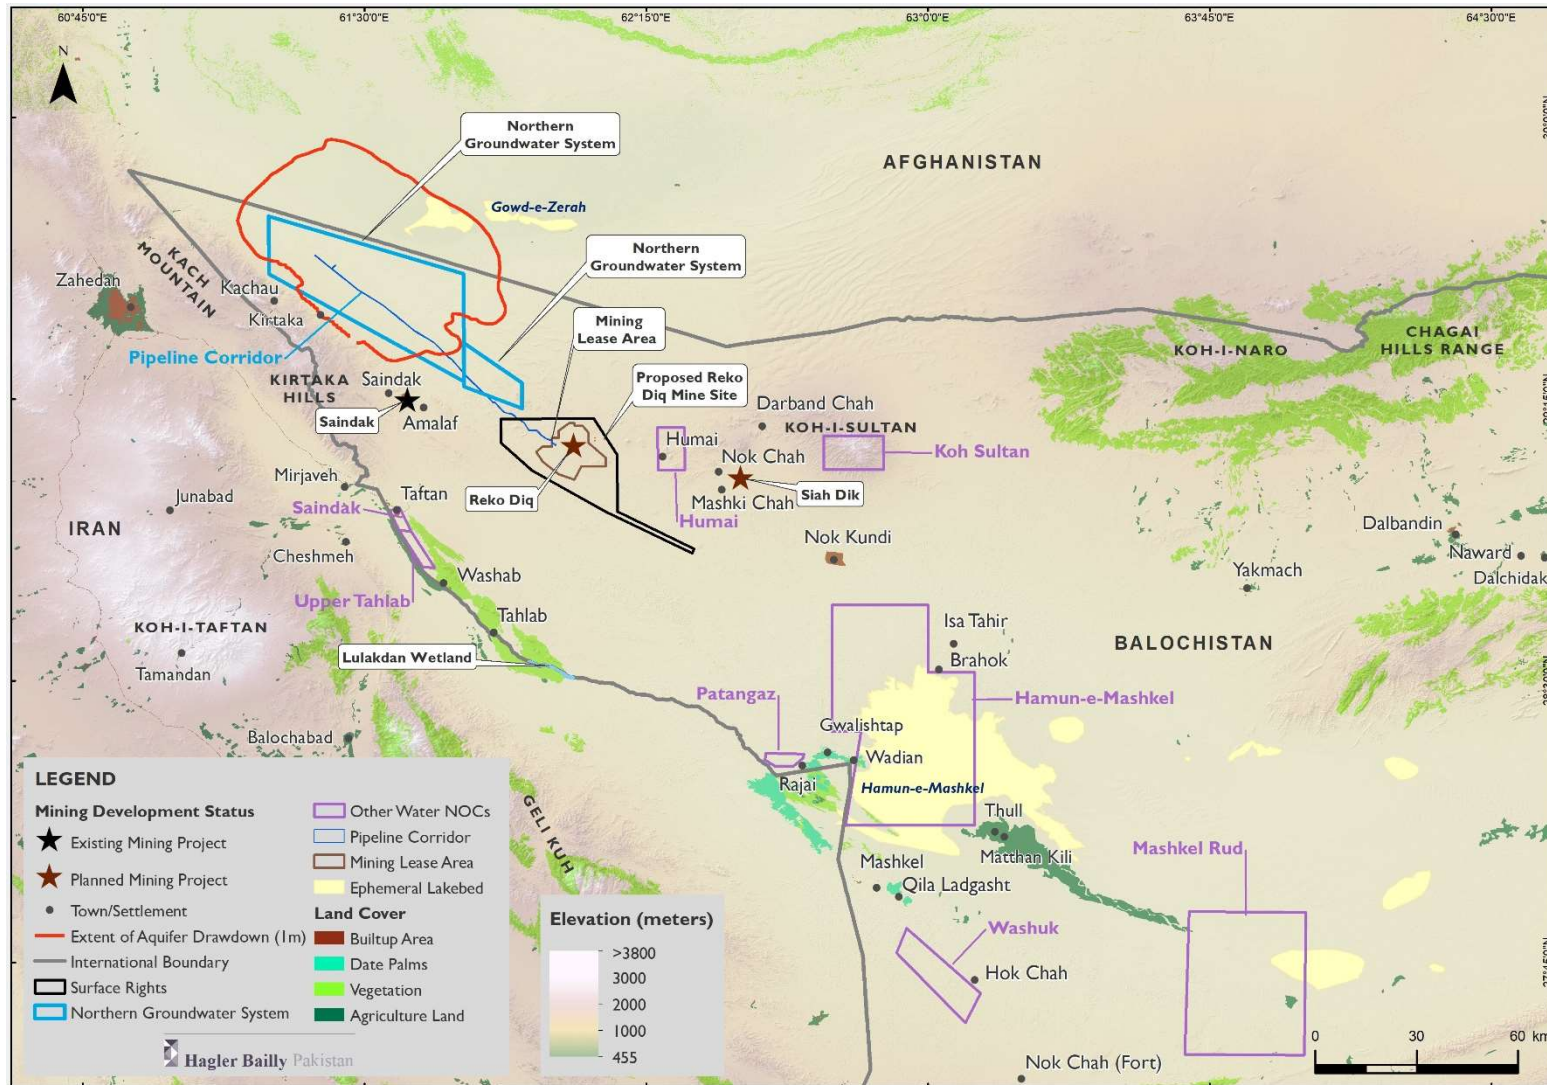 60°45'0"E
61°30'0"E
62°15'0"E
63°0'0"E
63°45'0"E
64°30'0"E
N
Northern
Groundwater System
AFGHANISTAN
Gowd-e-Zerah
Northern
Groundwater System
KACH
MOUNTAIN
Zahedan
Kachau
Kirtaka
Mining
Lease Area
Pipeline Corridor
KOH-I-NARO
CHAGAI
HILLS RANGE
KIRTAKA
HILLS
Saindak
Proposed Reko
Diq Mine Site
29°15'0"N
Saindak
Amalaf
Darband Chah
KOH-I-SULTAN
Humai
Koh Sultan
Nok Chah
Mirjaveh
Junabad
Taftan
Reko Diq
Mashki Chah
Siah Dik
Saindak
Humai
IRAN
Dalbandin
Cheshmeh
Nok Kundi
Naward
Washab
Yakmach
Dalchidak
Upper Tahlab
KOH-I-TAFTAN
Tahlab
Isa Tahir
BALOCHISTAN
Lulakdan Wetland
Brahok
Tamandan
28°30'0"N
Patangaz
Hamun-e-Mashkel
Gwalishtap
Balochabad
Wadian
Rajai
Hamun-e-Mashkel
GELI KUH
Thull
Matthan Kili
Mashkel Rud
Mashkel
Qila Ladgasht
Washuk
Hok Chah
27°45'0"N
Nok Chah (Fort)
LEGEND
Mining Development Status
Existing Mining Project
Planned Mining Project
Town/Settlement
Extent of Aquifer Drawdown (1m)
International Boundary
Surface Rights
Northern Groundwater System
Other Water NOCs
Pipeline Corridor
Mining Lease Area
Ephemeral Lakebed
Land Cover
Builtup Area
Date Palms
Vegetation
Agriculture Land
Hagler Bailly Pakistan
Elevation (meters)
>3800
3000
2000
1000
455
0 30 60 km